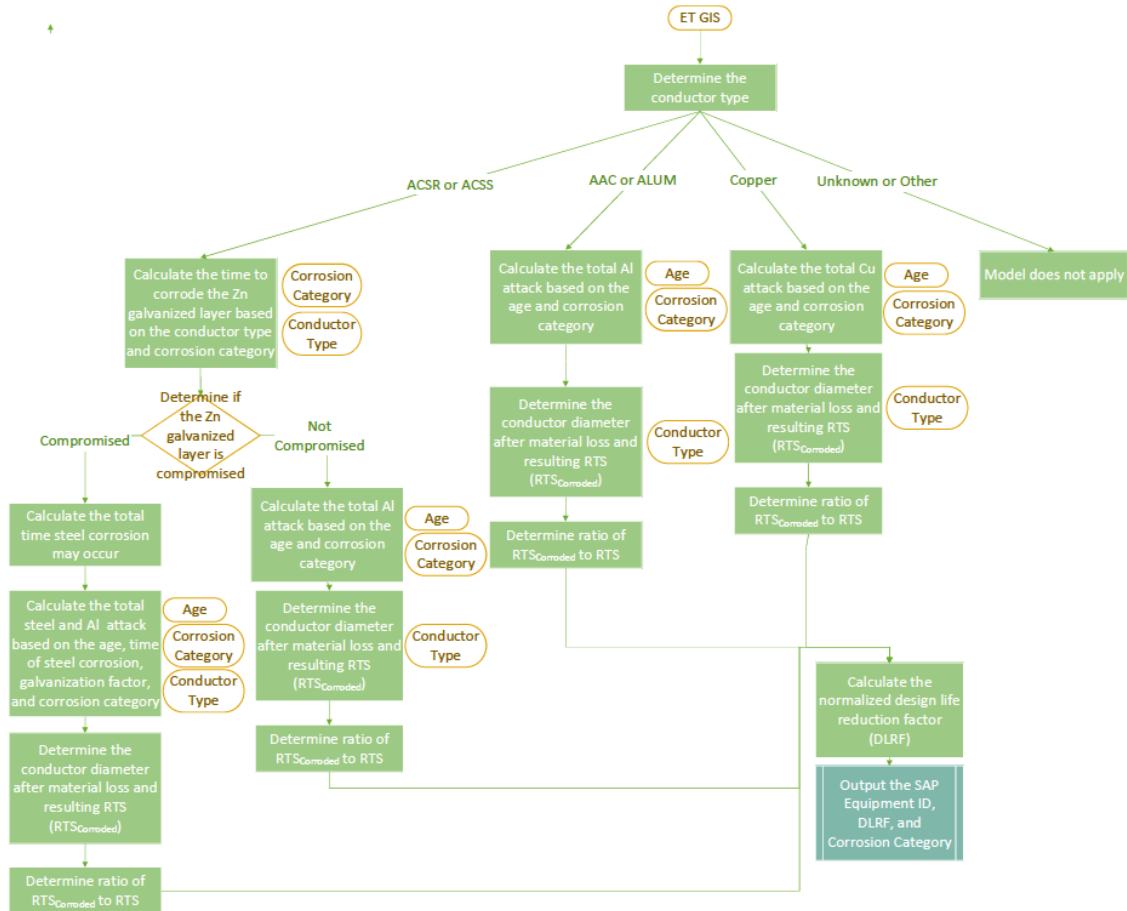 ET GIS
Determine the
conductor type
ACSR or ACSS
AAC or ALUM
Copper
Unknown or Other
Calculate the time to
corrode the Zn
galvanized layer based
on the conductor type
and corrosion category
Corrosion
Category
Conductor
Type
Calculate the total Al
attack based on the
age and corrosion
category
Age
Corrosion
Category
Calculate the total Cu
attack based on the
age and corrosion
category
Age
Corrosion
Category
Model does not apply
Determine if
the Zn
galvanized
layer is
compromised
Compromised
Not
Compromised
Determine the
conductor diameter
after material loss and
resulting RTS
(RTSCorroded)
Conductor
Type
Determine the
conductor diameter
after material loss and
resulting RTS
(RTSCorroded)
Conductor
Type
Calculate the total
time steel corrosion
may occur
Calculate the total Al
attack based on the
age and corrosion
category
Age
Corrosion
Category
Determine ratio of
RTSCorroded to RTS
Determine ratio of
RTSCorroded to RTS
Calculate the total
steel and Al attack
based on the age, time
of steel corrosion,
galvanization factor,
and corrosion category
Age
Corrosion
Category
Conductor
Type
Determine the
conductor diameter
after material loss and
resulting RTS
(RTSCorroded)
Conductor
Type
Calculate the
normalized design life
reduction factor
(DLRF)
Determine the
conductor diameter
after material loss and
resulting RTS
(RTSCorroded)
Determine ratio of
RTSCorroded to RTS
Output the SAP
Equipment ID,
DLRF, and
Corrosion Category
Determine ratio of
RTSCorroded to RTS